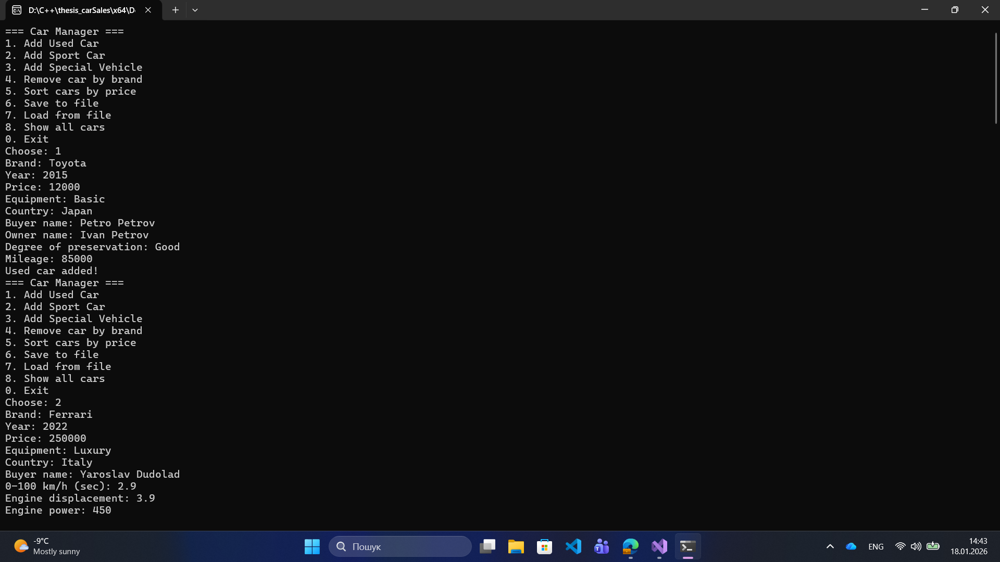 D:\C++\thesis_carSales\x64\De
=== Car Manager ===
1. Add Used Car
2. Add Sport Car
3. Add Special Vehicle
4. Remove car by brand
5. Sort cars by price
6. Save to file
7. Load from file
8. Show all cars
0. Exit
Choose: 1
Brand: Toyota
Year: 2015
Price: 12000
Equipment: Basic
Country: Japan
Buyer name: Petro Petrov
Owner name: Ivan Petrov
Degree of preservation: Good
Mileage: 85000
Used car added!
=== Car Manager ===
1. Add Used Car
2. Add Sport Car
3. Add Special Vehicle
4. Remove car by brand
5. Sort cars by price
6. Save to file
7. Load from file
8. Show all cars
0. Exit
Choose: 2
Brand: Ferrari
Year: 2022
Price: 250000
Equipment: Luxury
Country: Italy
Buyer name: Yaroslav Dudolad
0-100 km/h (sec): 2.9
Engine displacement: 3.9
Engine power: 450
-9°C
Mostly sunny
Пошук
ENG
14:43
18.01.2026